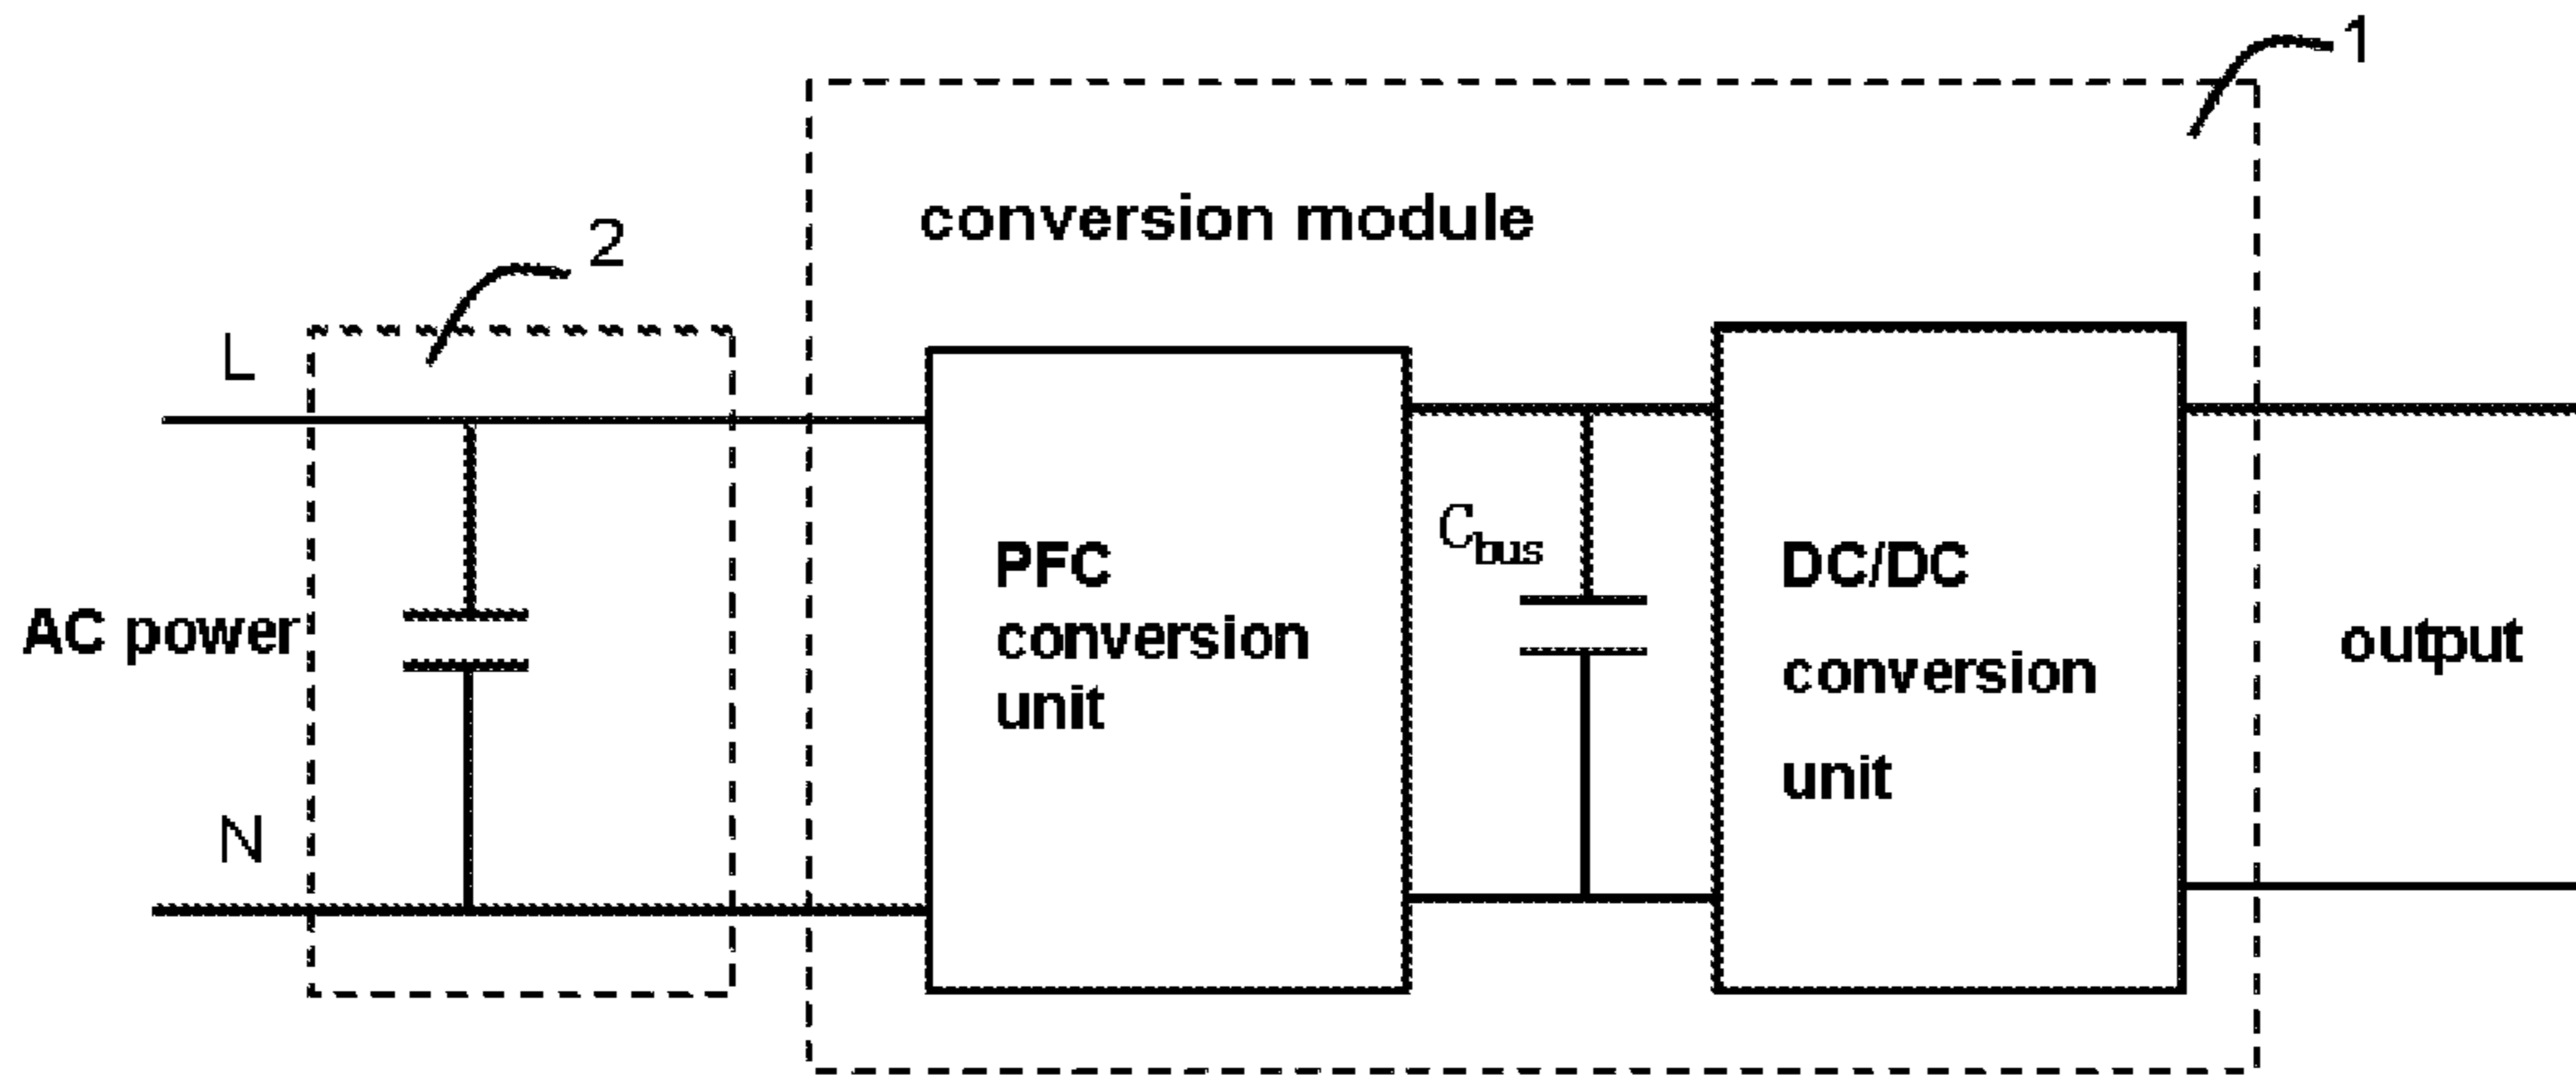 1
conversion module
2
L
AC power
N
PFC
conversion
unit
C_bus
DC/DC
conversion
unit
output